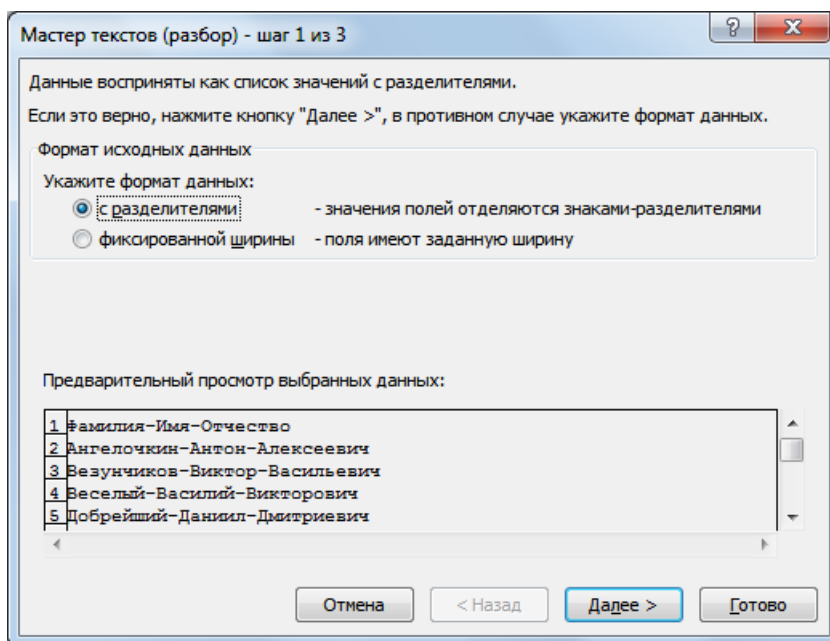 Мастер текстов (разбор) - шаг 1 из 3
Данные восприняты как список значений с разделителями.
Если это верно, нажмите кнопку "Далее >", в противном случае укажите формат данных.
Формат исходных данных
Укажите формат данных:
с разделителями - значения полей отделяются знаками-разделителями
фиксированной ширины - поля имеют заданную ширину
Предварительный просмотр выбранных данных:
1 Фамилия-Имя-Отчество
2 Ангелочкин-Антон-Алексеевич
3 Везунчиков-Виктор-Васильевич
4 Веселый-Василий-Викторович
5 Добрейший-Даниил-Дмитриевич
Отмена < Назад Далее > Готово